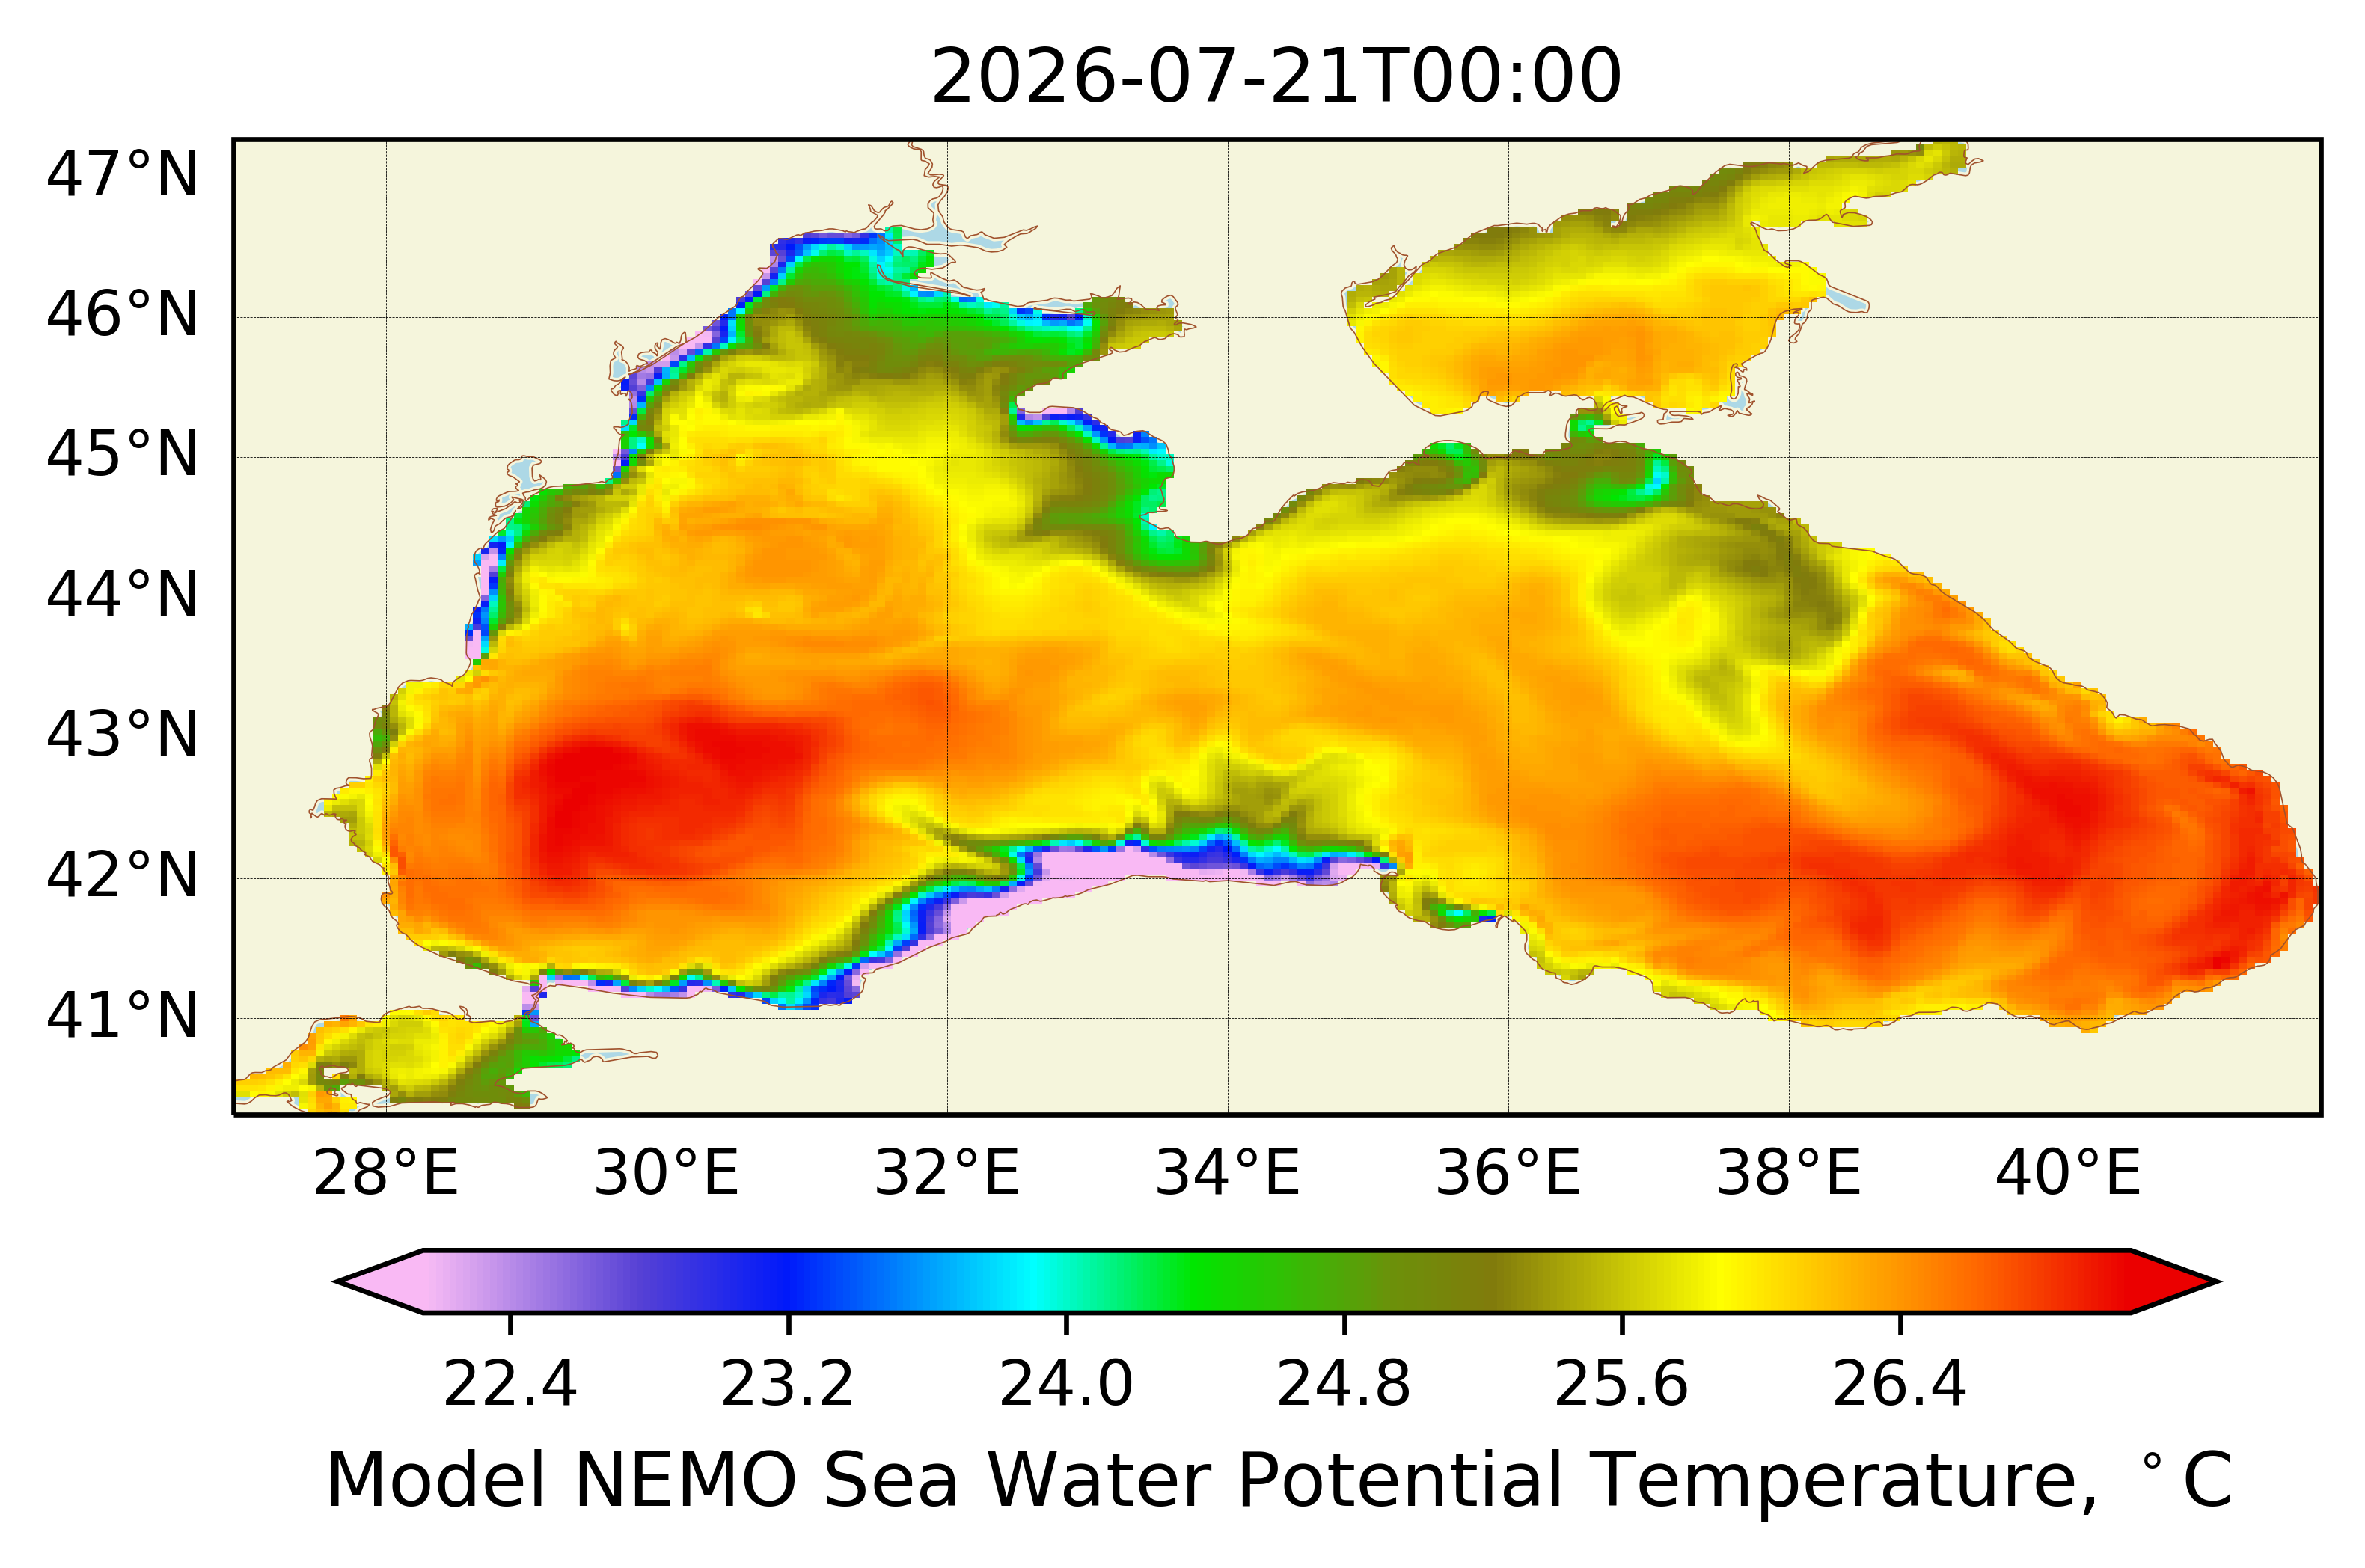 2026-07-21T00:00
47°N
46°N
45°N
44°N
43°N
42°N
41°N
28°E 30°E 32°E 34°E 36°E 38°E 40°E
22.4 23.2 24.0 24.8 25.6 26.4
Model NEMO Sea Water Potential Temperature, °C